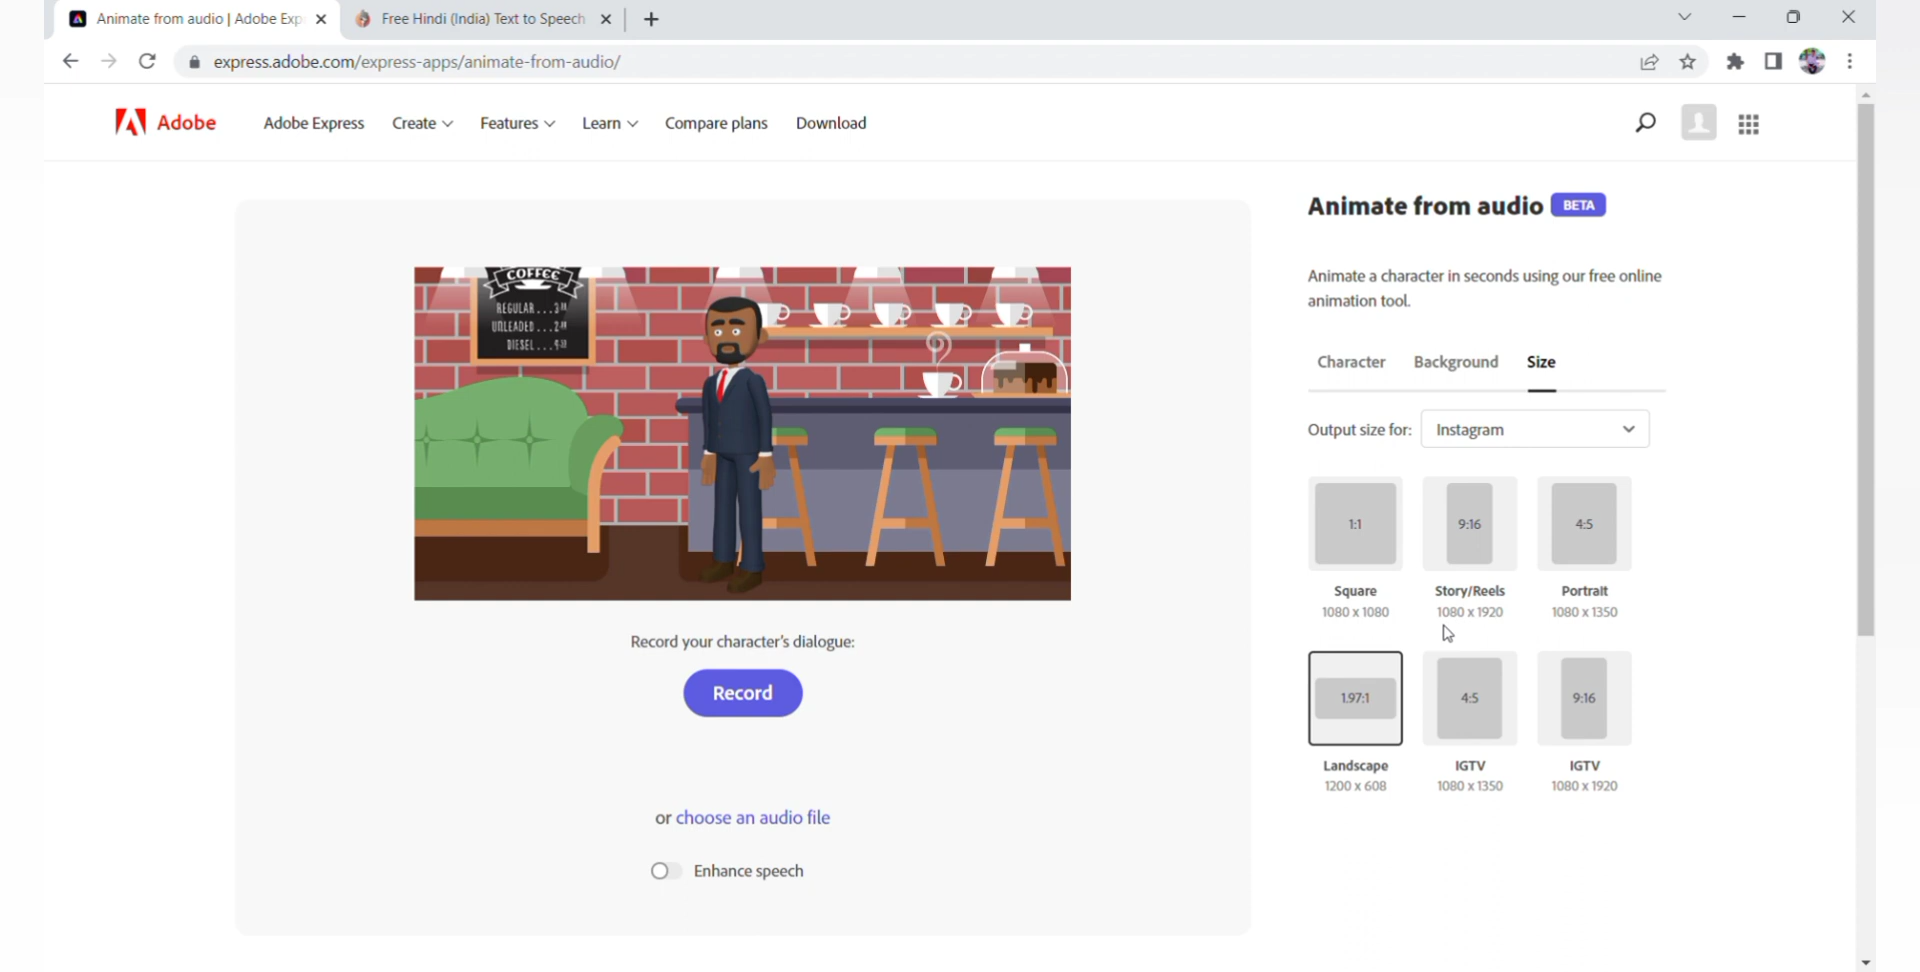 Animate from audio | Adobe Exp
Free Hindi (India) Text to Speech
express.adobe.com/express-apps/animate-from-audio/
Adobe
Adobe Express
Create
Features
Learn
Compare plans
Download
COFFEE
REGULAR
UNLEADED
DIESEL
Record your character's dialogue:
Record
or choose an audio file
Enhance speech
Animate from audio BETA
Animate a character in seconds using our free online
animation tool.
Character Background Size
Output size for: Instagram
1:1 9:16 4:5
Square Story/Reels Portrait
1080 x 1080 1080 x 1920 1080 x 1350
1.97:1 4:5 9:16
Landscape IGTV IGTV
1200 x 608 1080 x 1350 1080 x 1920